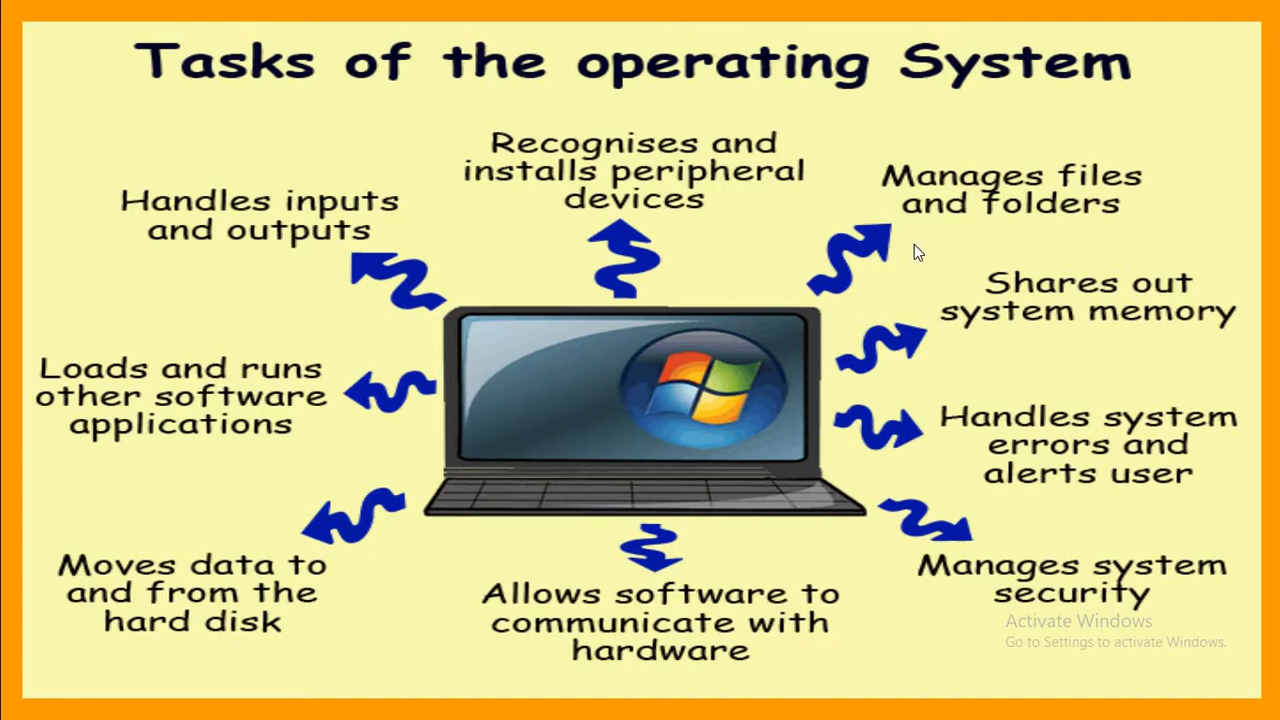 Tasks of the operating System
Recognises and
installs peripheral
devices
Manages files
and folders
Handles inputs
and outputs
Shares out
system memory
Loads and runs
other software
applications
Handles system
errors and
alerts user
Moves data to
and from the
hard disk
Allows software to
communicate with
hardware
Manages system
security
Activate Windows
Go to Settings to activate Windows.